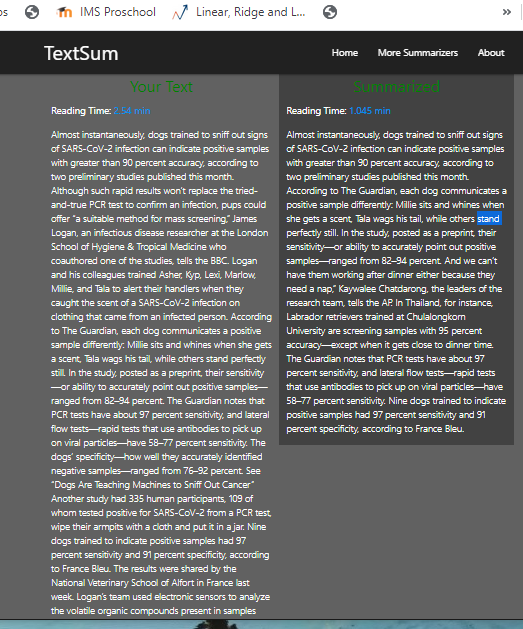 os IMS Proschool Linear, Ridge and L... »
TextSum Home More Summarizers About
Your Text
Reading Time: 2.54 min
Almost instantaneously, dogs trained to sniff out signs
of SARS-CoV-2 infection can indicate positive samples
with greater than 90 percent accuracy, according to
two preliminary studies published this month.
Although such rapid results won't replace the tried-
and-true PCR test to confirm an infection, pups could
offer "a suitable method for mass screening," James
Logan, an infectious disease researcher at the London
School of Hygiene & Tropical Medicine who
coauthored one of the studies, tells the BBC. Logan
and his colleagues trained Asher, Kyp, Lexi, Marlow,
Millie, and Tala to alert their handlers when they
caught the scent of a SARS-CoV-2 infection on
clothing that came from an infected person. According
to The Guardian, each dog communicates a positive
sample differently: Millie sits and whines when she gets
a scent, Tala wags his tail, while others stand perfectly
still. In the study, posted as a preprint, their sensitivity
—or ability to accurately point out positive samples—
ranged from 82–94 percent. The Guardian notes that
PCR tests have about 97 percent sensitivity, and lateral
flow tests—rapid tests that use antibodies to pick up
on viral particles—have 58–77 percent sensitivity. The
dogs' specificity—how well they accurately identified
negative samples—ranged from 76–92 percent. See
"Dogs Are Teaching Machines to Sniff Out Cancer"
Another study had 335 human participants, 109 of
whom tested positive for SARS-CoV-2 from a PCR test,
wipe their armpits with a cloth and put it in a jar. Nine
dogs trained to indicate positive samples had 97
percent sensitivity and 91 percent specificity, according
to France Bleu. The results were shared by the
National Veterinary School of Alfort in France last
week. Logan's team used electronic sensors to analyze
the volatile organic compounds present in samples
Summarized
Reading Time: 1.045 min
Almost instantaneously, dogs trained to sniff out signs
of SARS-CoV-2 infection can indicate positive samples
with greater than 90 percent accuracy, according to
two preliminary studies published this month.
According to The Guardian, each dog communicates a
positive sample differently: Millie sits and whines when
she gets a scent, Tala wags his tail, while others stand
perfectly still. In the study, posted as a preprint, their
sensitivity—or ability to accurately point out positive
samples—ranged from 82–94 percent. And we can't
have them working after dinner either because they
need a nap," Kaywalee Chatdarong, the leaders of the
research team, tells the AP. In Thailand, for instance,
Labrador retrievers trained at Chulalongkorn
University are screening samples with 95 percent
accuracy—except when it gets close to dinner time.
The Guardian notes that PCR tests have about 97
percent sensitivity, and lateral flow tests—rapid tests
that use antibodies to pick up on viral particles—have
58–77 percent sensitivity. Nine dogs trained to indicate
positive samples had 97 percent sensitivity and 91
percent specificity, according to France Bleu.